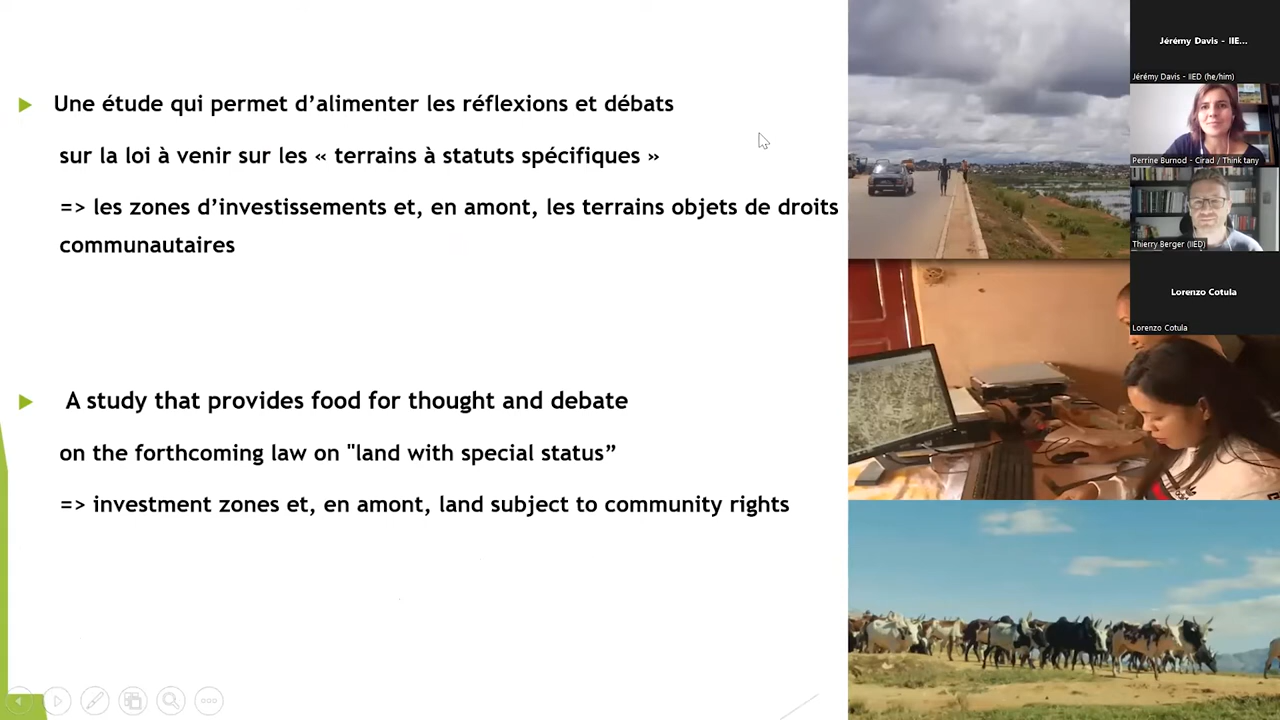 Une étude qui permet d'alimenter les réflexions et débats
sur la loi à venir sur les « terrains à statuts spécifiques »
=> les zones d'investissements et, en amont, les terrains objets de droits
communautaires
A study that provides food for thought and debate
on the forthcoming law on "land with special status”
=> investment zones et, en amont, land subject to community rights
Jérémy Davis - IIE...
Jérémy Davis - IIED (he/him)
Perrine Burnod - Cirad / Think tany
Thierry Berger (IIED)
Lorenzo Cotula
Lorenzo Cotula